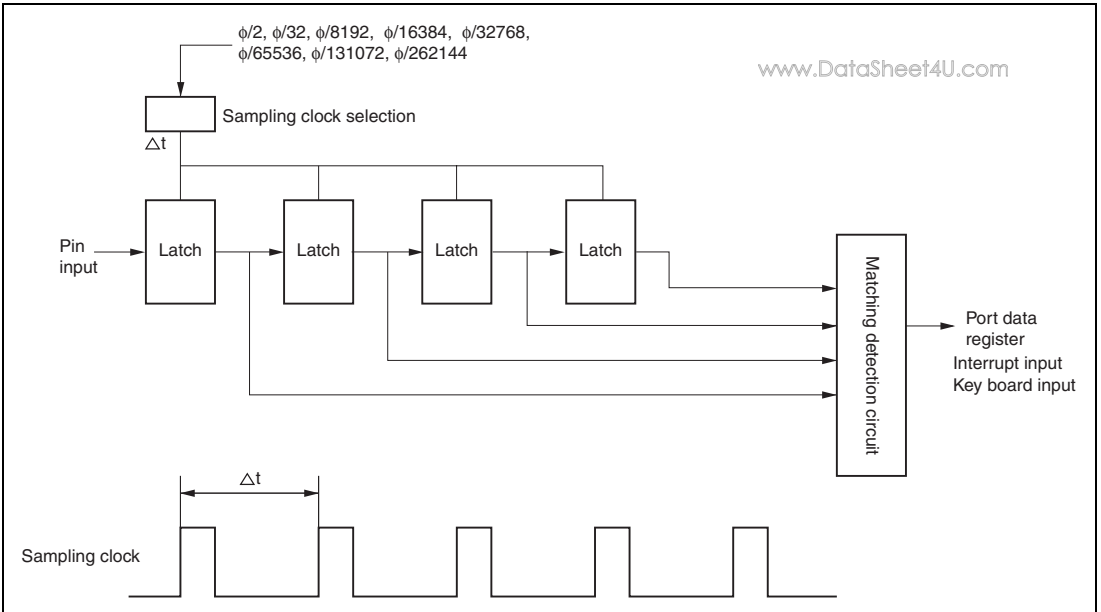 ϕ/2, ϕ/32, ϕ/8192, ϕ/16384, ϕ/32768,
ϕ/65536, ϕ/131072, ϕ/262144
www.DataSheet4U.com
Sampling clock selection
△t
Pin
input
Latch
Latch
Latch
Latch
Matching detection circuit
Port data
register
Interrupt input
Key board input
△t
Sampling clock